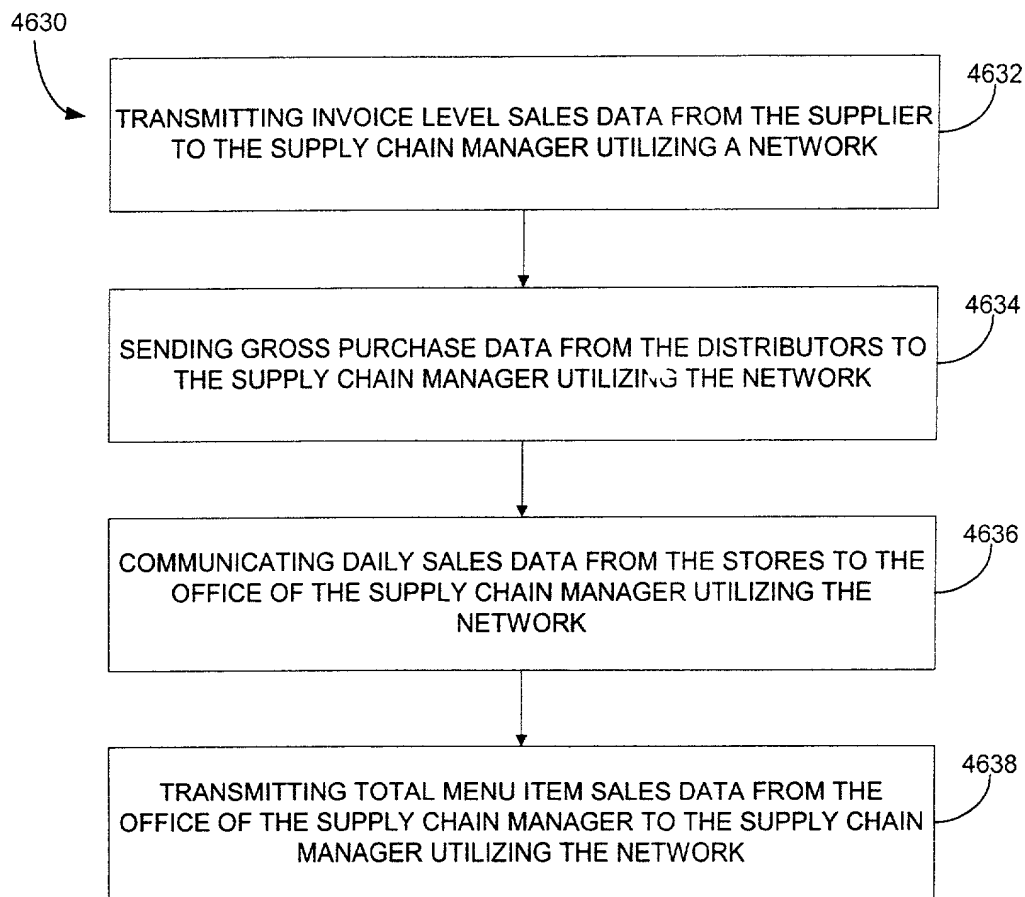 4630
4632
TRANSMITTING INVOICE LEVEL SALES DATA FROM THE SUPPLIER
TO THE SUPPLY CHAIN MANAGER UTILIZING A NETWORK
4634
SENDING GROSS PURCHASE DATA FROM THE DISTRIBUTORS TO
THE SUPPLY CHAIN MANAGER UTILIZING THE NETWORK
4636
COMMUNICATING DAILY SALES DATA FROM THE STORES TO THE
OFFICE OF THE SUPPLY CHAIN MANAGER UTILIZING THE
NETWORK
4638
TRANSMITTING TOTAL MENU ITEM SALES DATA FROM THE
OFFICE OF THE SUPPLY CHAIN MANAGER TO THE SUPPLY CHAIN
MANAGER UTILIZING THE NETWORK